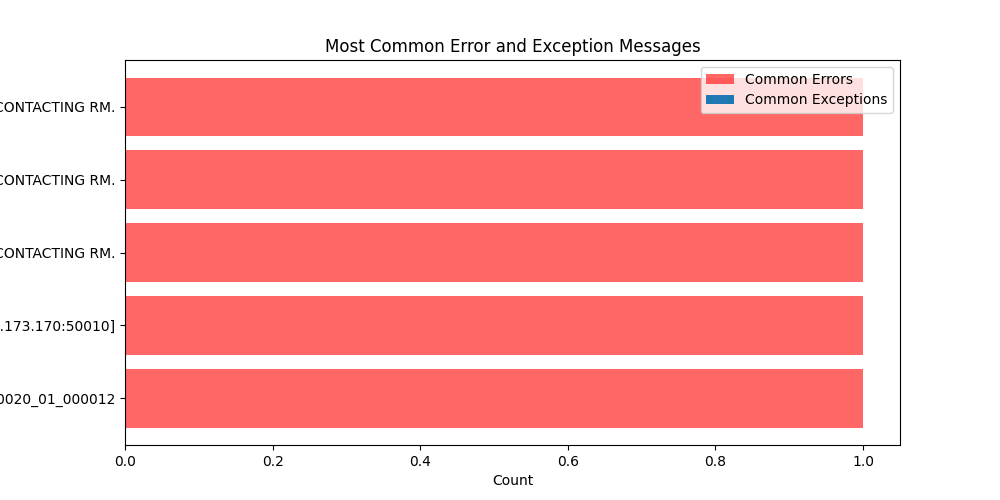 Most Common Error and Exception Messages
Common Errors
Common Exceptions
CONTACTING RM.
CONTACTING RM.
CONTACTING RM.
.173.170:50010]
0020_01_000012
0.0 0.2 0.4 0.6 0.8 1.0
Count